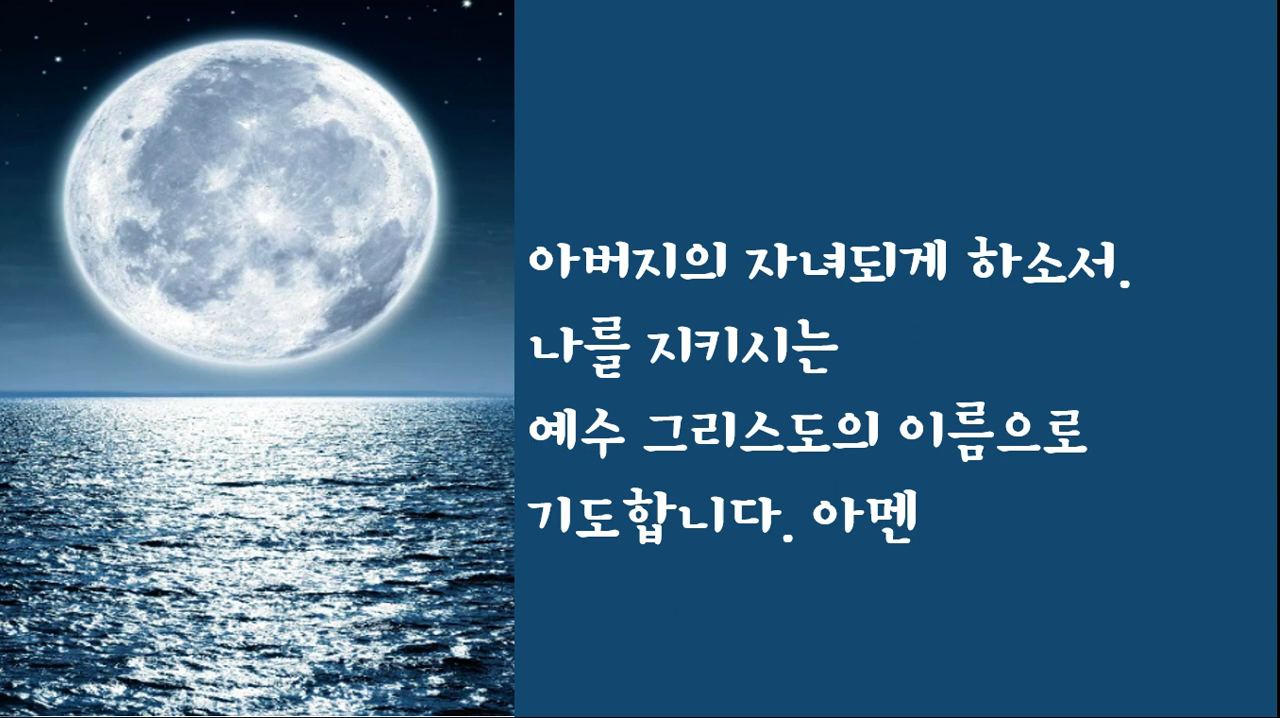 아버지의 자녀되게 하소서.
나를 지키시는
예수 그리스도의 이름으로
기도합니다. 아멘